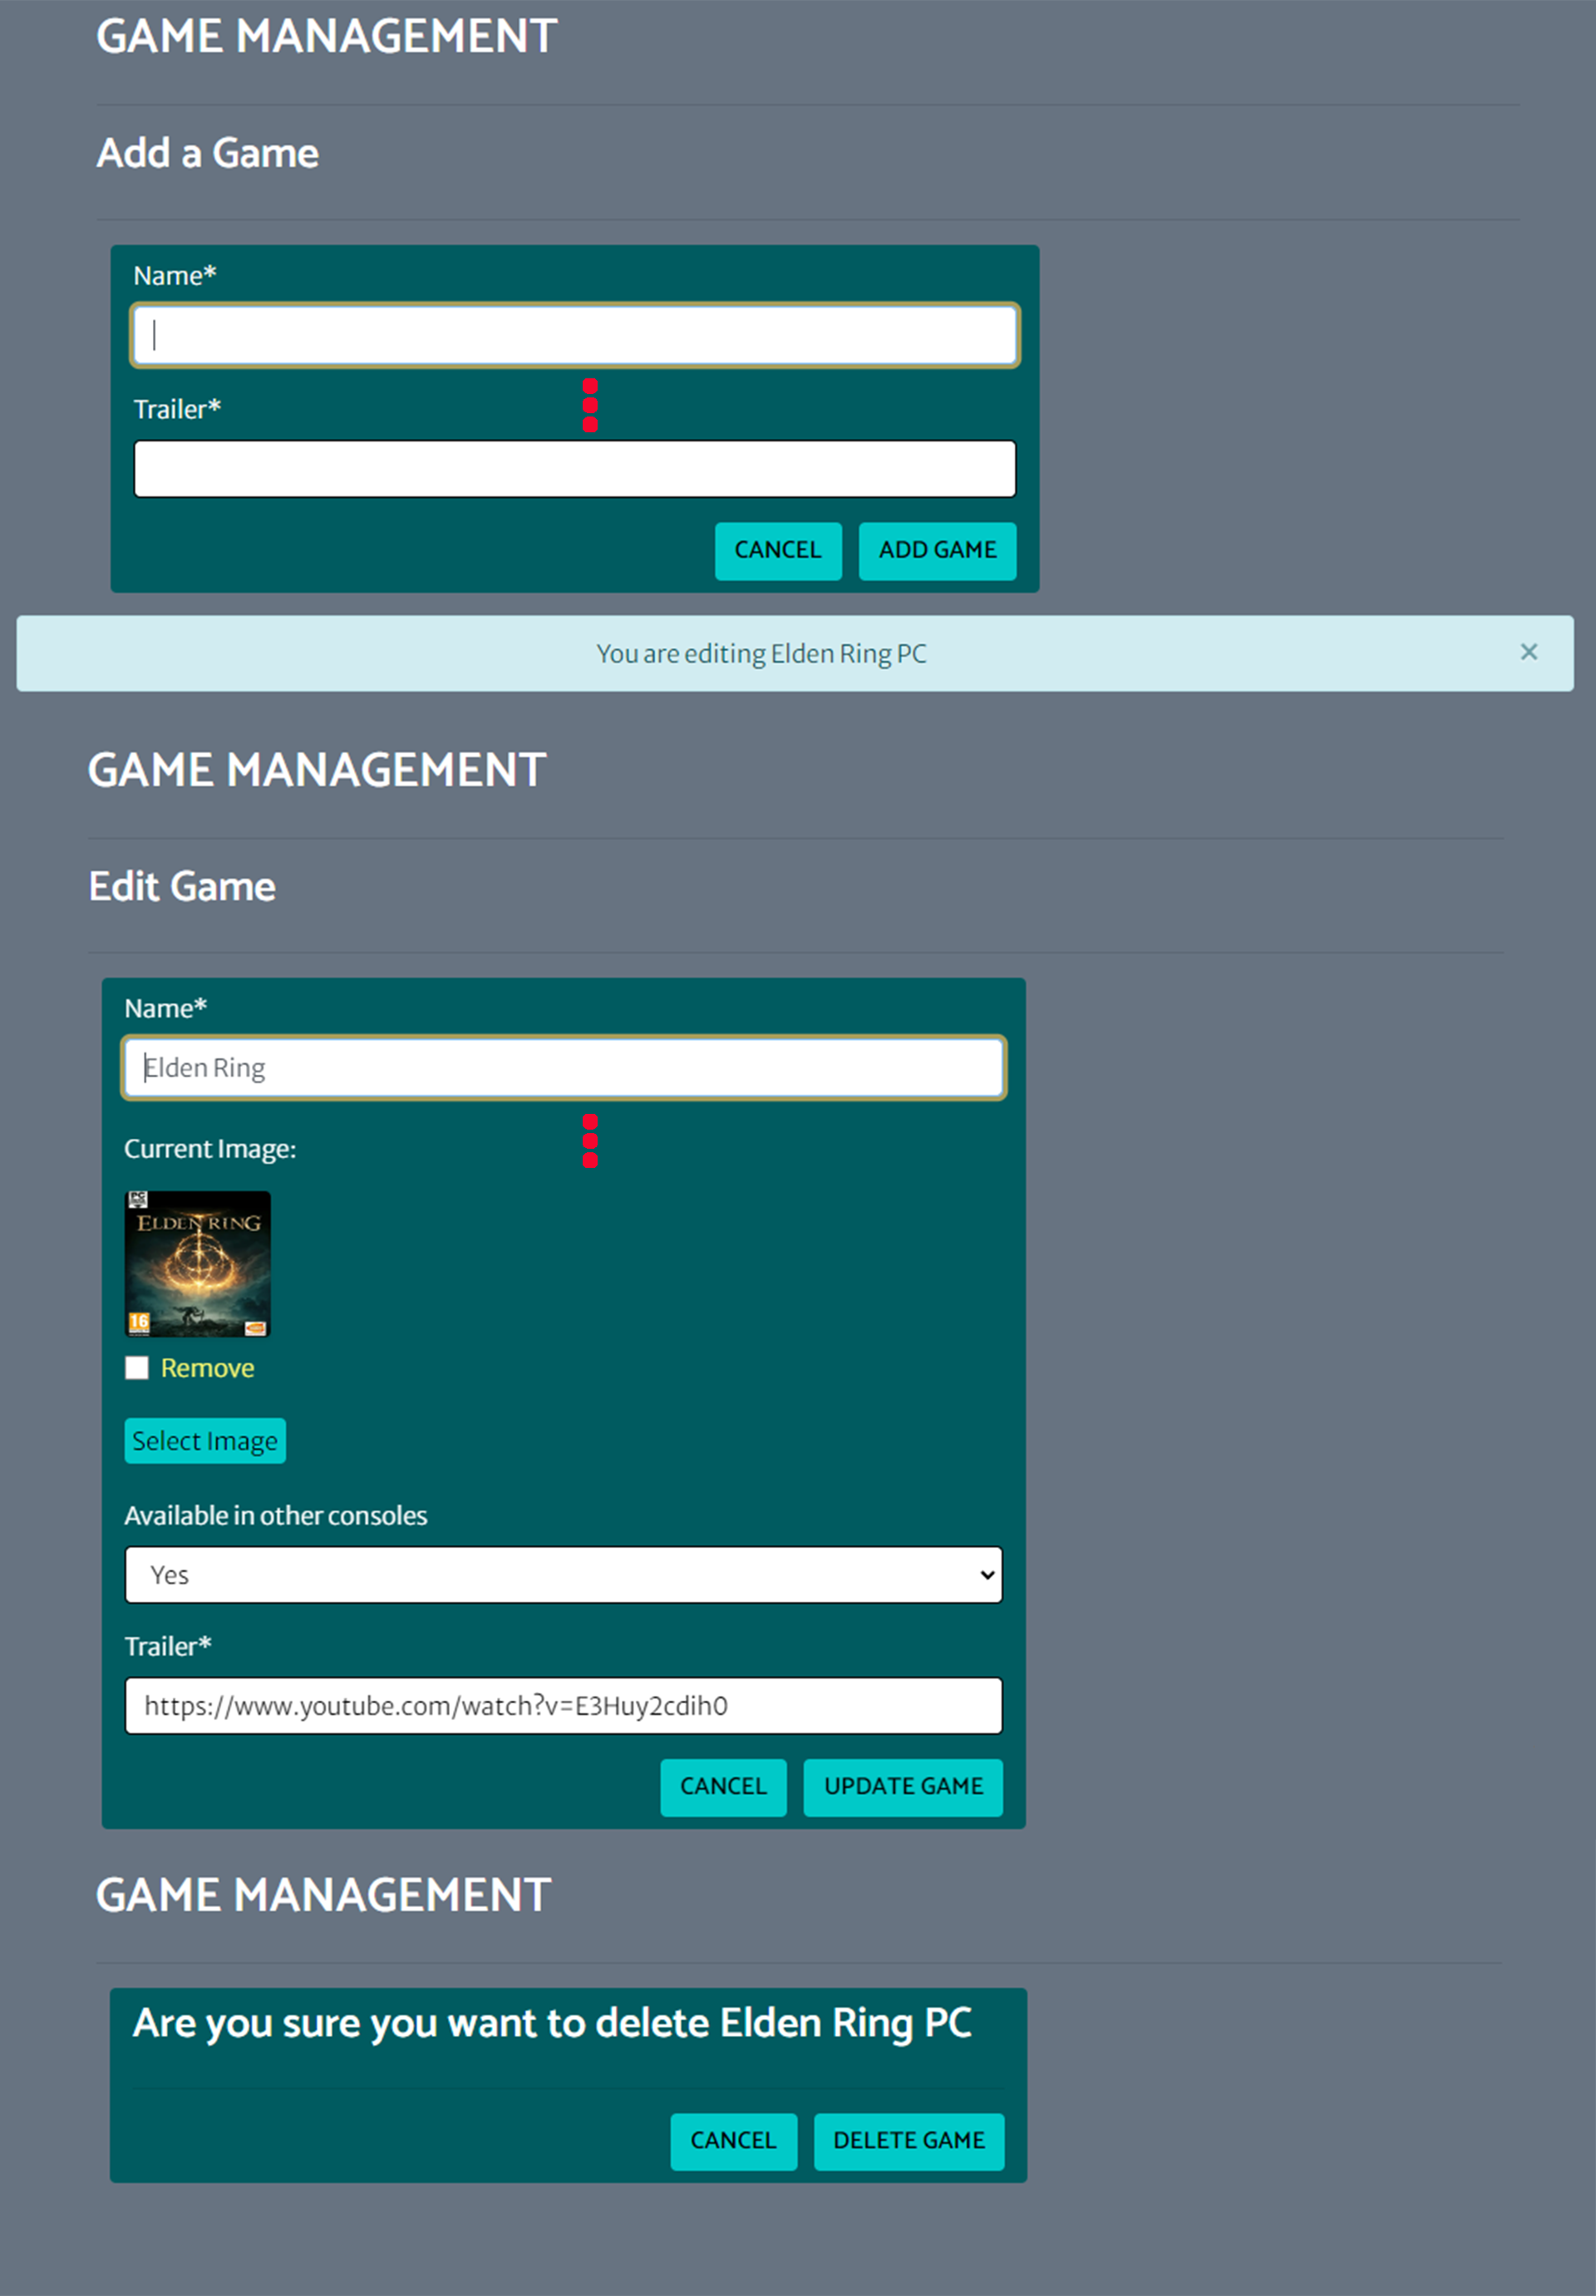 GAME MANAGEMENT
Add a Game
Name*
Trailer*
CANCEL
ADD GAME
You are editing Elden Ring PC
×
GAME MANAGEMENT
Edit Game
Name*
Elden Ring
Current Image:
PC
ELDEN RING
16
Remove
Select Image
Available in other consoles
Yes
Trailer*
https://www.youtube.com/watch?v=E3Huy2cdih0
CANCEL
UPDATE GAME
GAME MANAGEMENT
Are you sure you want to delete Elden Ring PC
CANCEL
DELETE GAME